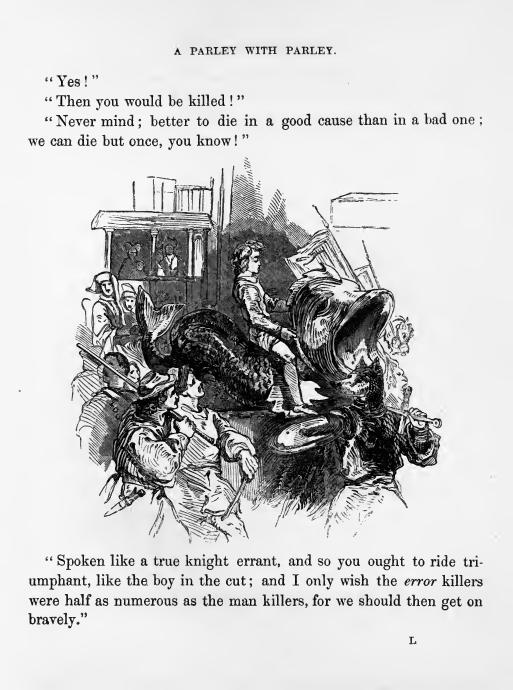 A PARLEY WITH PARLEY.
“Yes!”
“Then you would be killed!”
“Never mind; better to die in a good cause than in a bad one;
we can die but once, you know!”
“Spoken like a true knight errant, and so you ought to ride tri-
umphant, like the boy in the cut; and I only wish the error killers
were half as numerous as the man killers, for we should then get on
bravely.”
L